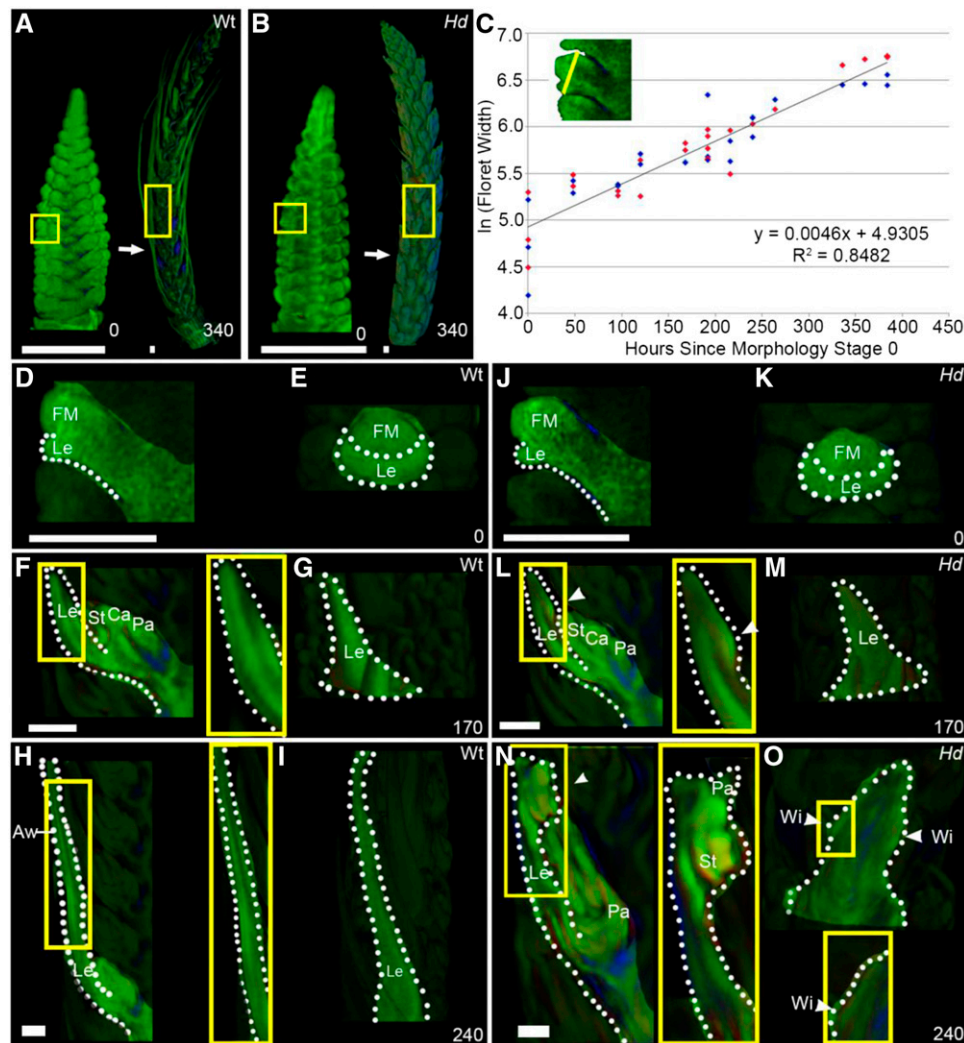 A
Wt
0
340
B
Hd
0
340
C
ln (Floret Width)
7.0
6.5
6.0
5.5
5.0
4.5
4.0
y = 0.0046x + 4.9305
R² = 0.8482
0 50 100 150 200 250 300 350 400 450
Hours Since Morphology Stage 0
D
FM
Le
E
Wt
FM
Le
0
J
FM
Le
K
Hd
FM
Le
0
F
Le
St
Ca
Pa
G
Wt
Le
170
L
Le
St
Ca
Pa
M
Hd
Le
170
H
Aw
Le
I
Wt
Le
240
N
Le
Pa
Pa
St
O
Hd
Wi
Wi
Wi
240